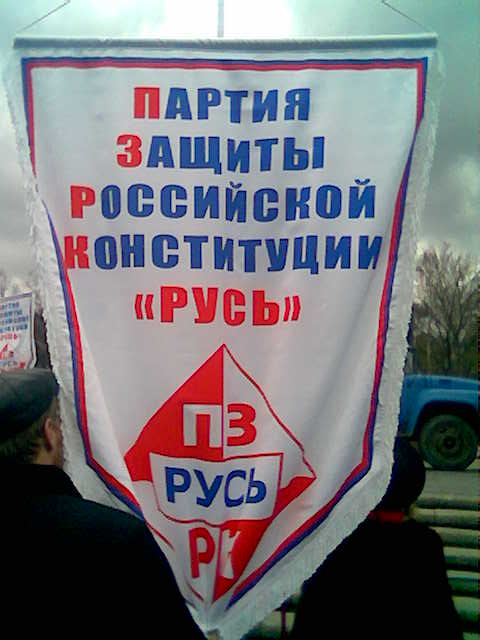 ПАРТИЯ
ЗАЩИТЫ
РОССИЙСКОЙ
КОНСТИТУЦИИ
«РУСЬ»
ПЗ
РУСЬ
РК